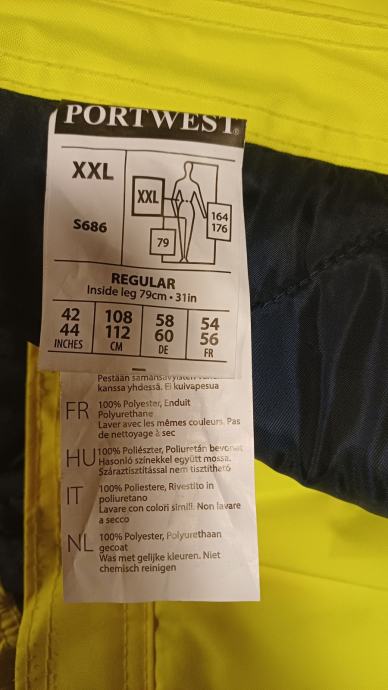 PORTWEST®
XXL
XXL
S686
164
176
79
REGULAR
Inside leg 79cm • 31in
42
44
INCHES
108
112
CM
58
60
DE
54
56
FR
kanssa yhdessä. Ei kuivapesua
FR 100% Polyester, Enduit
Polyurethane
Laver avec les mêmes couleurs. Pas
de nettoyage à sec
HU 100% Poliészter, Poliuretán bevonat
Hasonló színekkel együtt mossa.
Száraztisztítással nem tisztítható
IT 100% Poliestere, Rivestito in
poliuretano
Lavare con colori simili. Non lavare
a secco
NL 100% Polyester, Polyurethaan
gecoat
Was met gelijke kleuren. Niet
chemisch reinigen